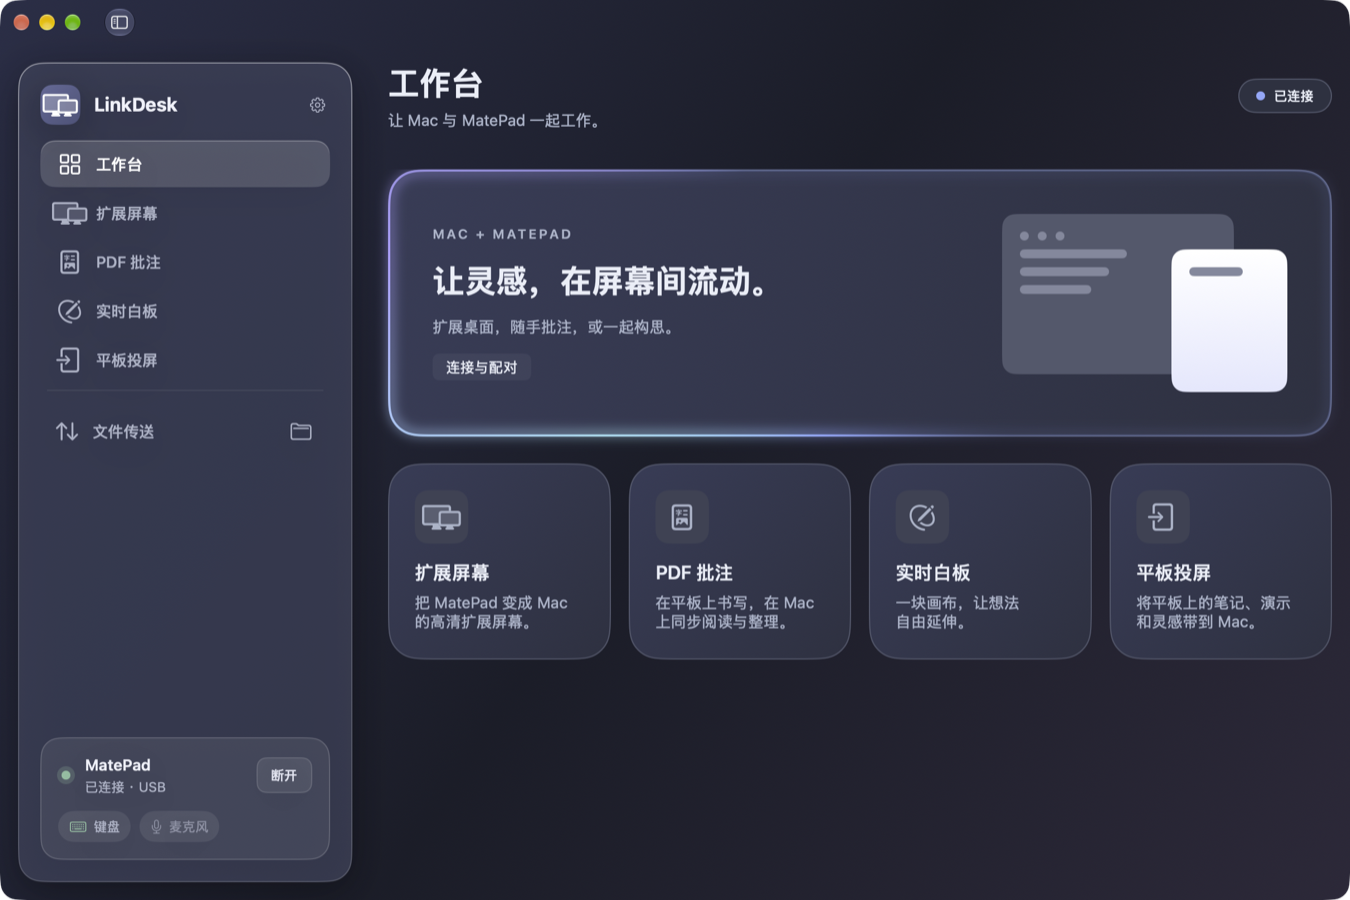 LinkDesk
工作台
扩展屏幕
PDF 批注
实时白板
平板投屏
文件传送
MatePad
已连接 · USB
断开
键盘
麦克风
工作台
让 Mac 与 MatePad 一起工作。
已连接
MAC + MATEPAD
让灵感，在屏幕间流动。
扩展桌面，随手批注，或一起构思。
连接与配对
扩展屏幕
把 MatePad 变成 Mac
的高清扩展屏幕。
PDF 批注
在平板上书写，在 Mac
上同步阅读与整理。
实时白板
一块画布，让想法
自由延伸。
平板投屏
将平板上的笔记、演示
和灵感带到 Mac。